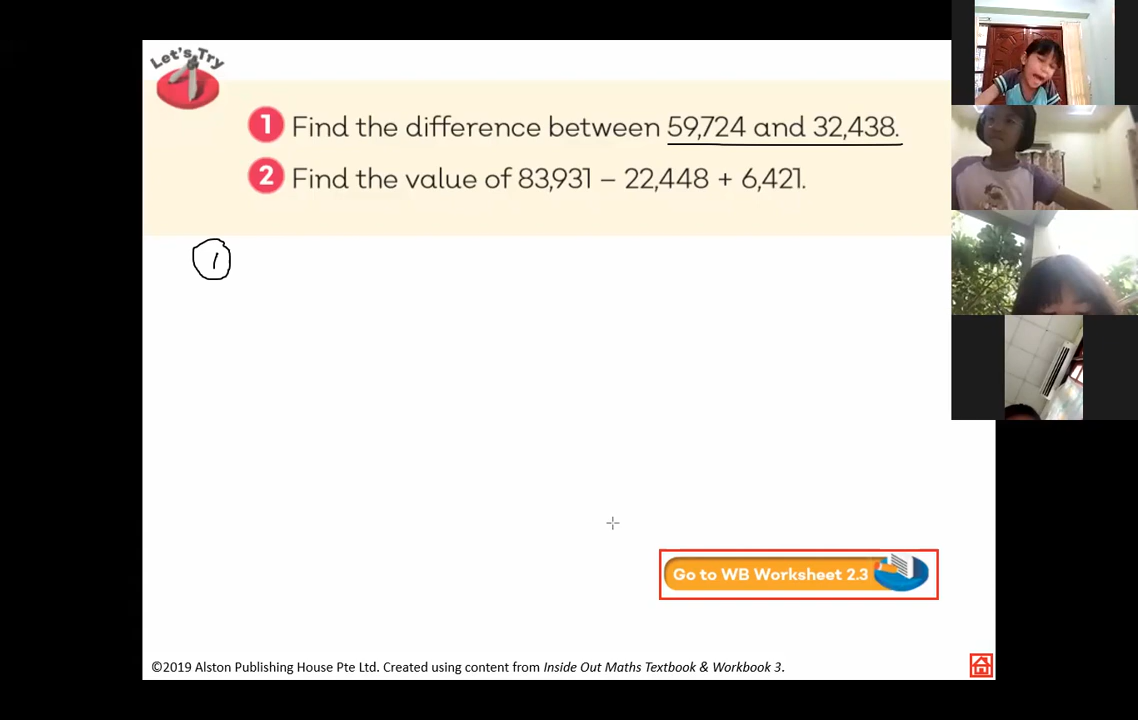 Let's Try
1 Find the difference between 59,724 and 32,438.
2 Find the value of 83,931 – 22,448 + 6,421.
1
Go to WB Worksheet 2.3
©2019 Alston Publishing House Pte Ltd. Created using content from Inside Out Maths Textbook & Workbook 3.